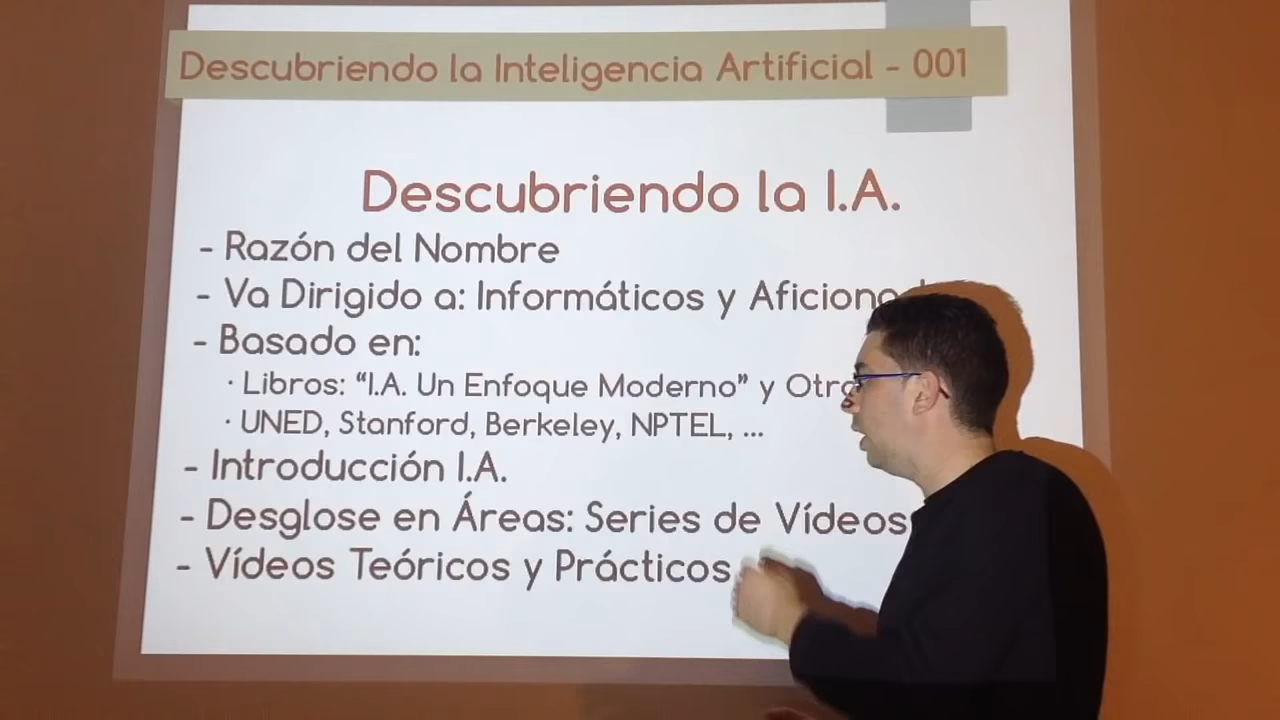 Descubriendo la Inteligencia Artificial - 001
Descubriendo la I.A.
- Razón del Nombre
- Va Dirigido a: Informáticos y
- Basado en:
· Libros: “I.A. Un Enfoque Moderno” y
· UNED, Stanford, Berkeley, NPTEL, ...
- Introducción I.A.
- Desglose en Áreas: Series de Vídeos
- Vídeos Teóricos y Prácticos